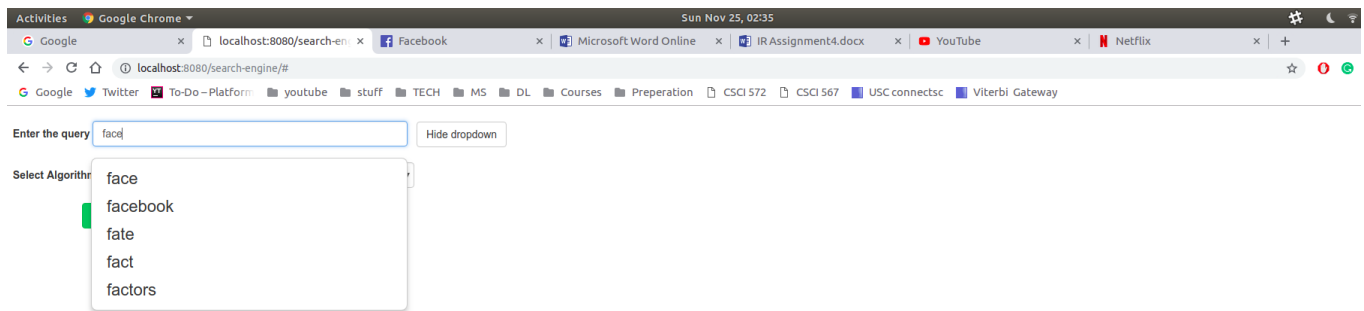 Activities Google Chrome Sun Nov 25, 02:35
Google localhost:8080/search-en Facebook Microsoft Word Online IR Assignment4.docx YouTube Netflix
localhost:8080/search-engine/#
Google Twitter To-Do – Platform youtube stuff TECH MS DL Courses Preperation CSCI 572 CSCI 567 USC connectsc Viterbi Gateway
Enter the query face Hide dropdown
Select Algorith
face
facebook
fate
fact
factors